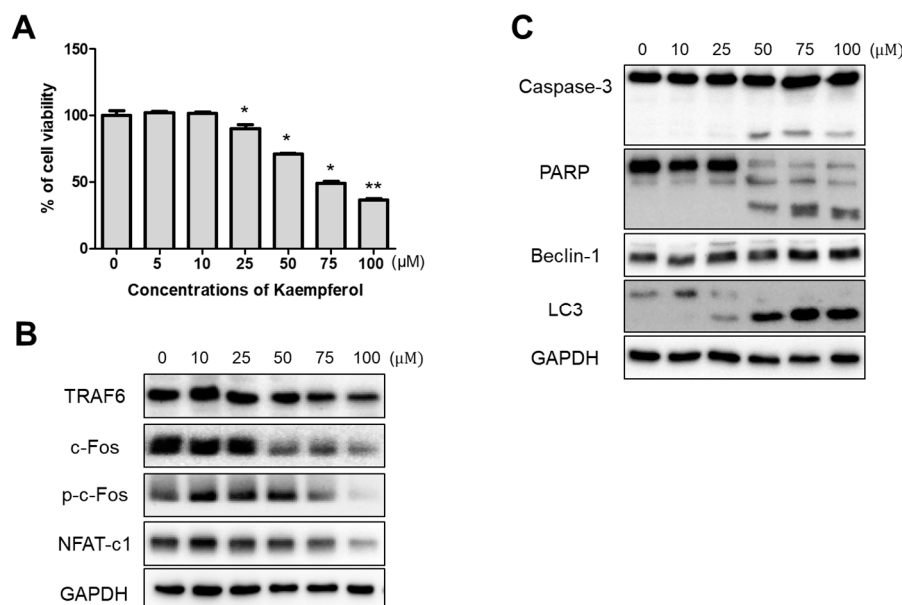 A
% of cell viability
150
100
50
0
* * * **
0 5 10 25 50 75 100 (μM)
Concentrations of Kaempferol
B
0 10 25 50 75 100 (μM)
TRAF6
c-Fos
p-c-Fos
NFAT-c1
GAPDH
C
0 10 25 50 75 100 (μM)
Caspase-3
PARP
Beclin-1
LC3
GAPDH